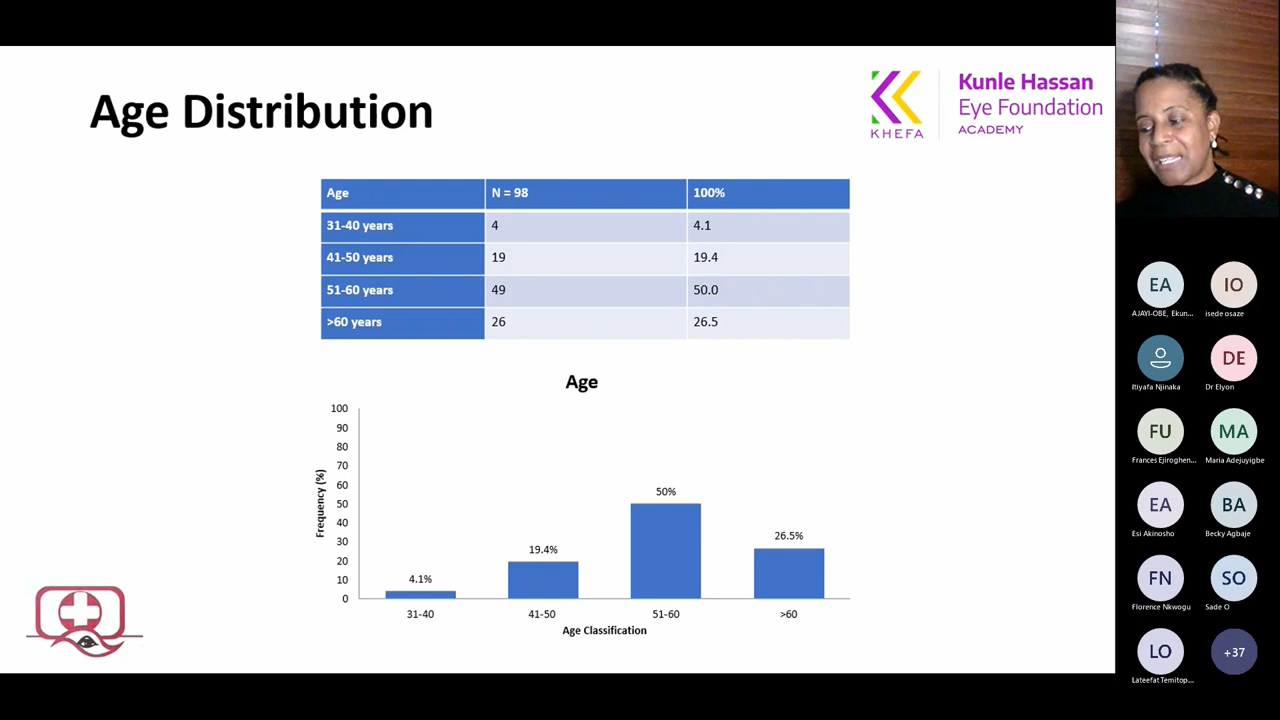 Age Distribution
KHEFA
Kunle Hassan
Eye Foundation
ACADEMY
Age N = 98 100%
31-40 years 4 4.1
41-50 years 19 19.4
51-60 years 49 50.0
>60 years 26 26.5
Age
Frequency (%)
100
90
80
70
60
50
40
30
20
10
0
4.1%
19.4%
50%
26.5%
31-40 41-50 51-60 >60
Age Classification
EA IO
AJAYI-OBE, Ekun... isede osaze
DE
Itiyafa Njinaka Dr Elyon
FU MA
Frances Ejiroghen... Maria Adejuyigbe
EA BA
Esi Akinosho Becky Agbaje
FN SO
Florence Nkwogu Sade O
LO +37
Lateefat Temitop...